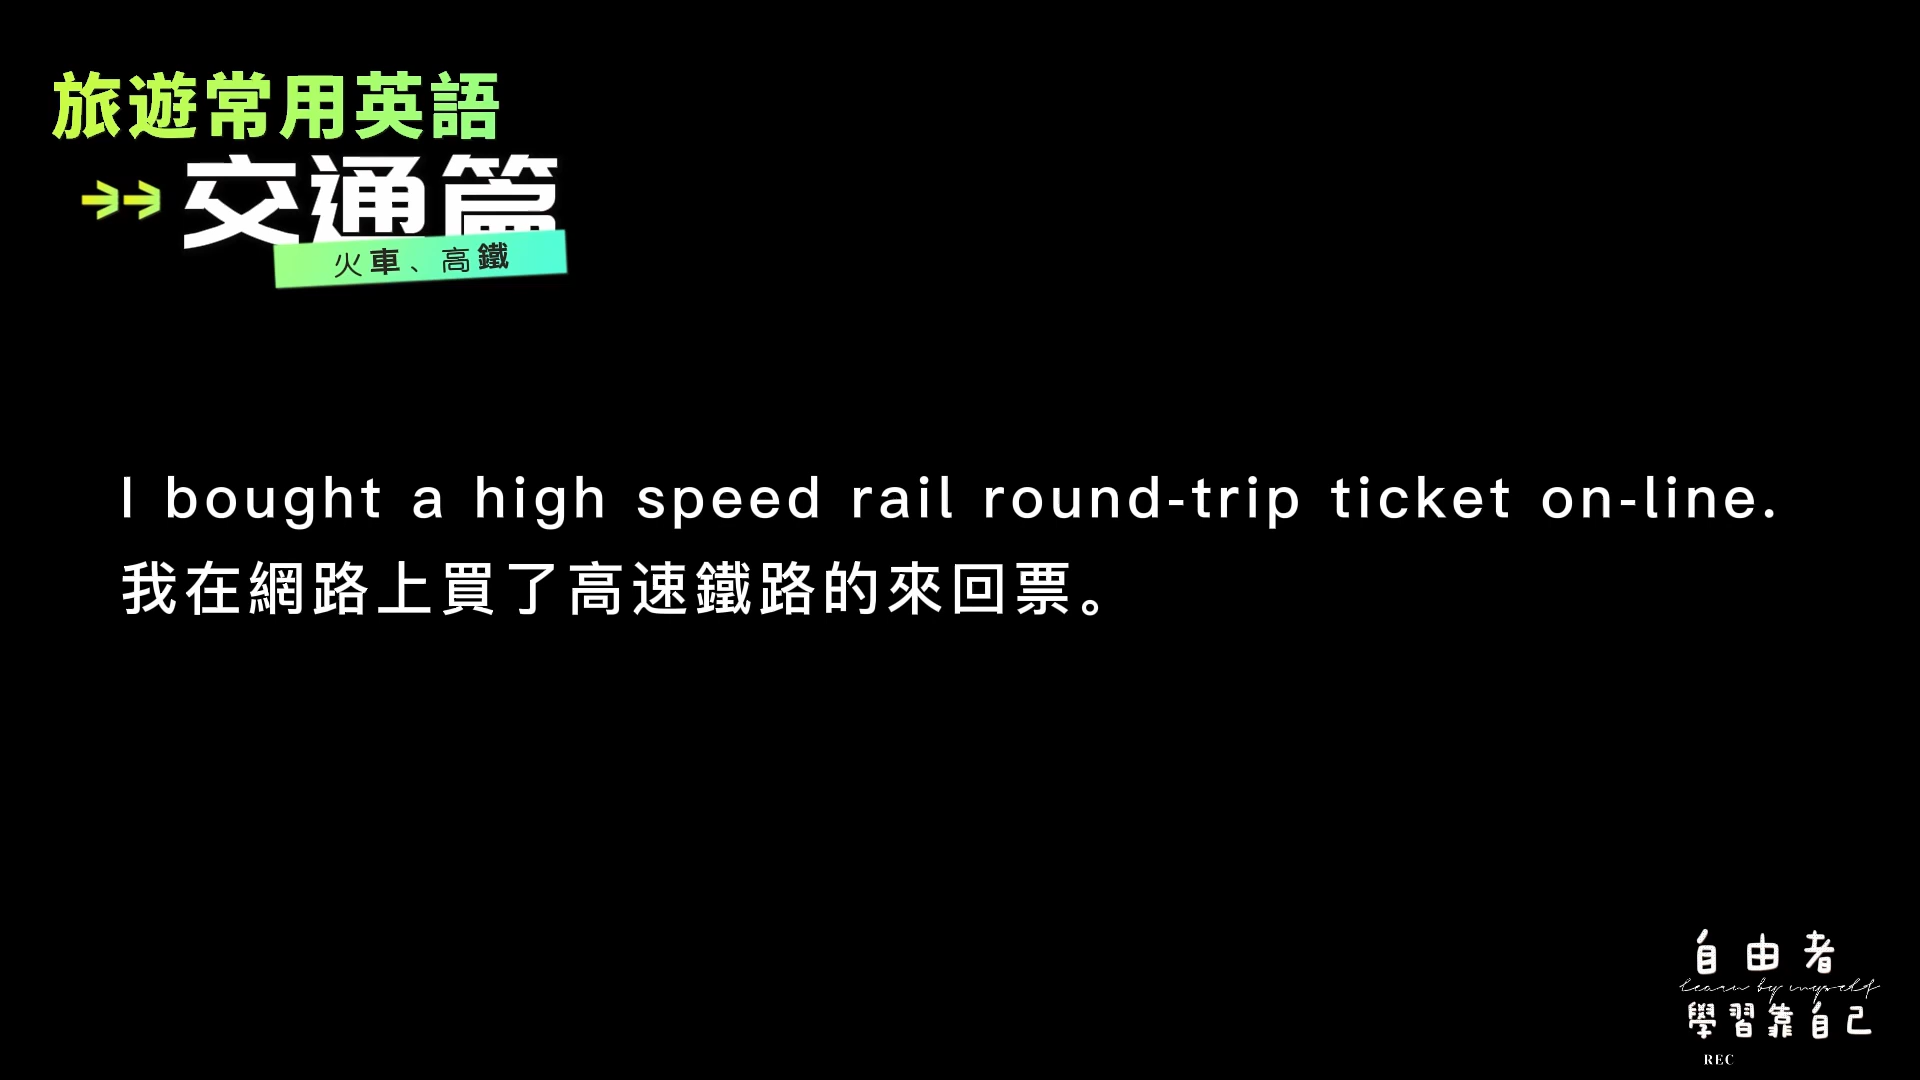 旅遊常用英語
交通篇
火車、高鐵
I bought a high speed rail round-trip ticket on-line.
我在網路上買了高速鐵路的來回票。
自由者
learn by myself
學習靠自己
REC